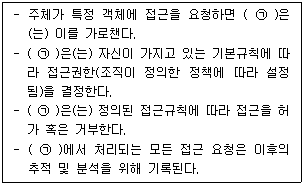 - 주체가 특정 객체에 접근을 요청하면 ( ㉠ )은
(는) 이를 가로챈다.
- ( ㉠ )은(는) 자신이 가지고 있는 기본규칙에 따
라 접근권한(조직이 정의한 정책에 따라 설정
됨)을 결정한다.
- ( ㉠ )은(는) 정의된 접근규칙에 따라 접근을 허
가 혹은 거부한다.
- ( ㉠ )에서 처리되는 모든 접근 요청은 이후의
추적 및 분석을 위해 기록된다.